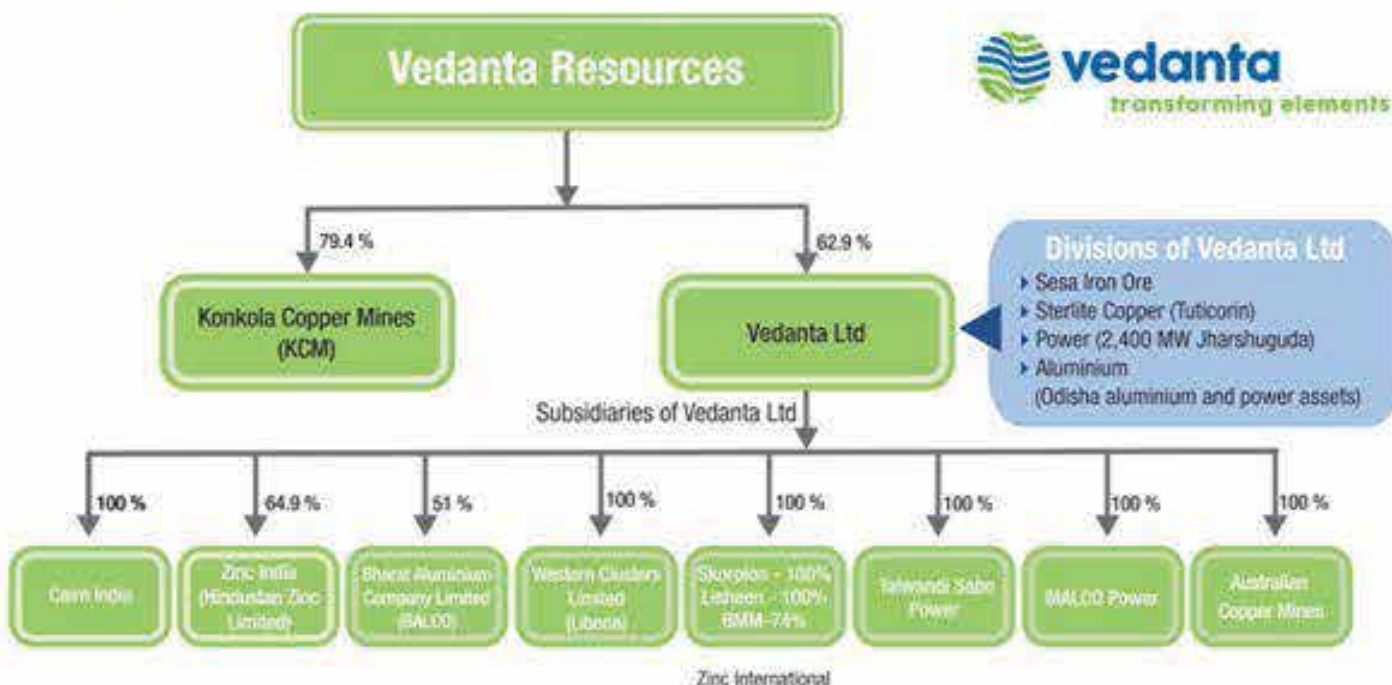 Vedanta Resources
vedanta
transforming elements
79.4 %
62.9 %
Konkola Copper Mines
(KCM)
Vedanta Ltd
Divisions of Vedanta Ltd
Sesa Iron Ore
Sterlite Copper (Tuticorin)
Power (2,400 MW Jharshuguda)
Aluminium
(Odisha aluminium and power assets)
Subsidiaries of Vedanta Ltd
100 %
64.9 %
51 %
100 %
100 %
100 %
100 %
100 %
Cairn India
Zinc India
(Hindustan Zinc
Limited)
Bharat Aluminium
Company Limited
(BALCO)
Western Clusters
Limited
(Liberia)
Skorpion - 100%
Lisheen - 100%
BMM-74%
Talwandi Sabo
Power
MALCO Power
Australian
Copper Mines
Zinc International